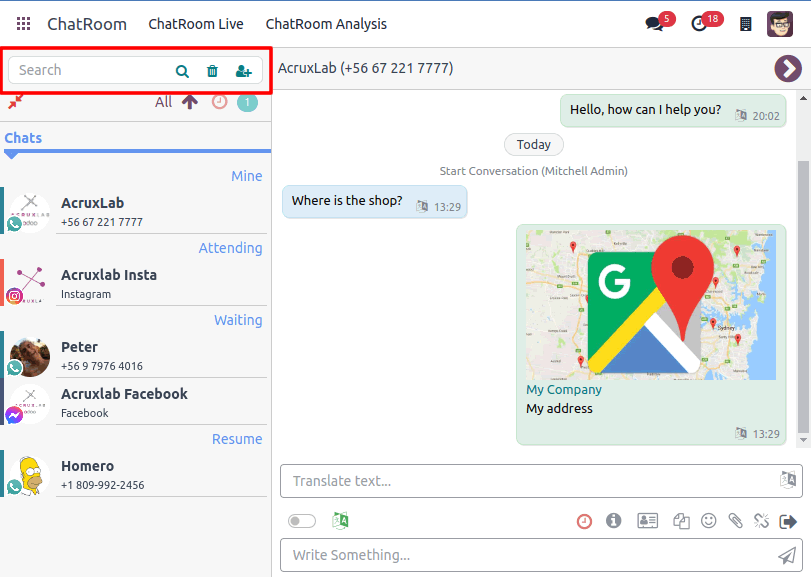 ChatRoom ChatRoom Live ChatRoom Analysis 5 18
Search
All 1
Chats
Mine
AcruxLab
+56 67 221 7777
Attending
Acruxlab Insta
Instagram
Waiting
Peter
+56 9 7976 4016
Acruxlab Facebook
Facebook
Resume
Homero
+1 809-992-2456
AcruxLab (+56 67 221 7777)
Hello, how can I help you? 20:02
Today
Start Conversation (Mitchell Admin)
Where is the shop? 13:29
G
Sydney
My Company
My address
13:29
Translate text...
Write Something...